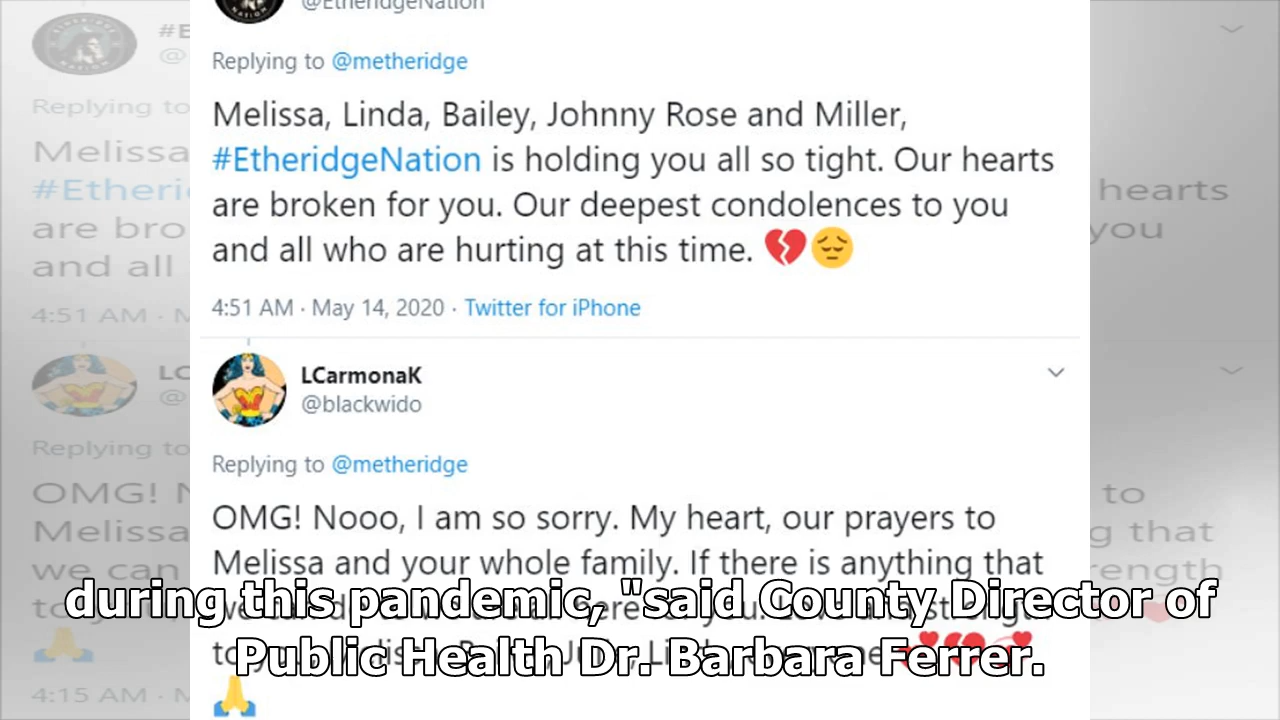 @EtheridgeNation
Replying to @metheridge
Melissa, Linda, Bailey, Johnny Rose and Miller,
#EtheridgeNation is holding you all so tight. Our hearts
are broken for you. Our deepest condolences to you
and all who are hurting at this time. 💔😔
4:51 AM · May 14, 2020 · Twitter for iPhone
LCarmonaK
@blackwido
Replying to @metheridge
OMG! Nooo, I am so sorry. My heart, our prayers to
Melissa and your whole family. If there is anything that
during this pandemic, "said County Director of
Public Health Dr. Barbara Ferrer.